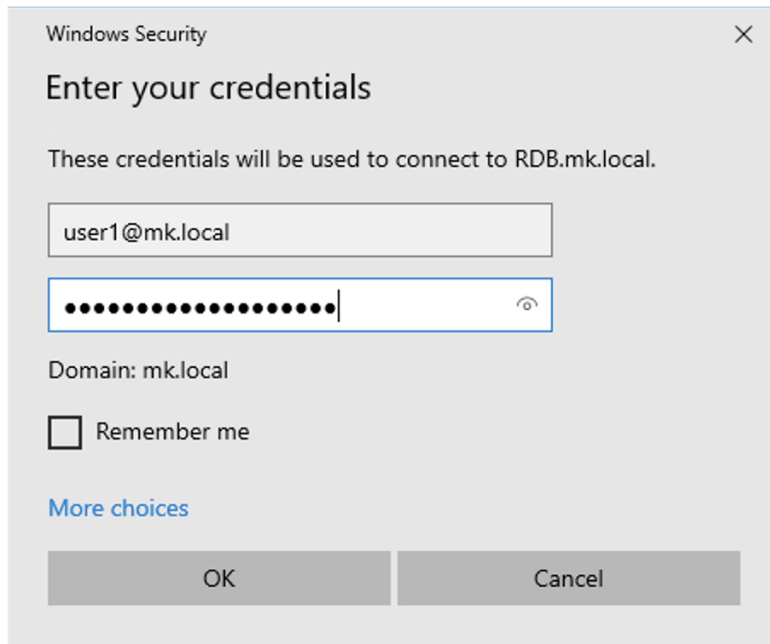 Windows Security
Enter your credentials
These credentials will be used to connect to RDB.mk.local.
user1@mk.local
●●●●●●●●●●●●●●●●●●●
Domain: mk.local
Remember me
More choices
OK Cancel